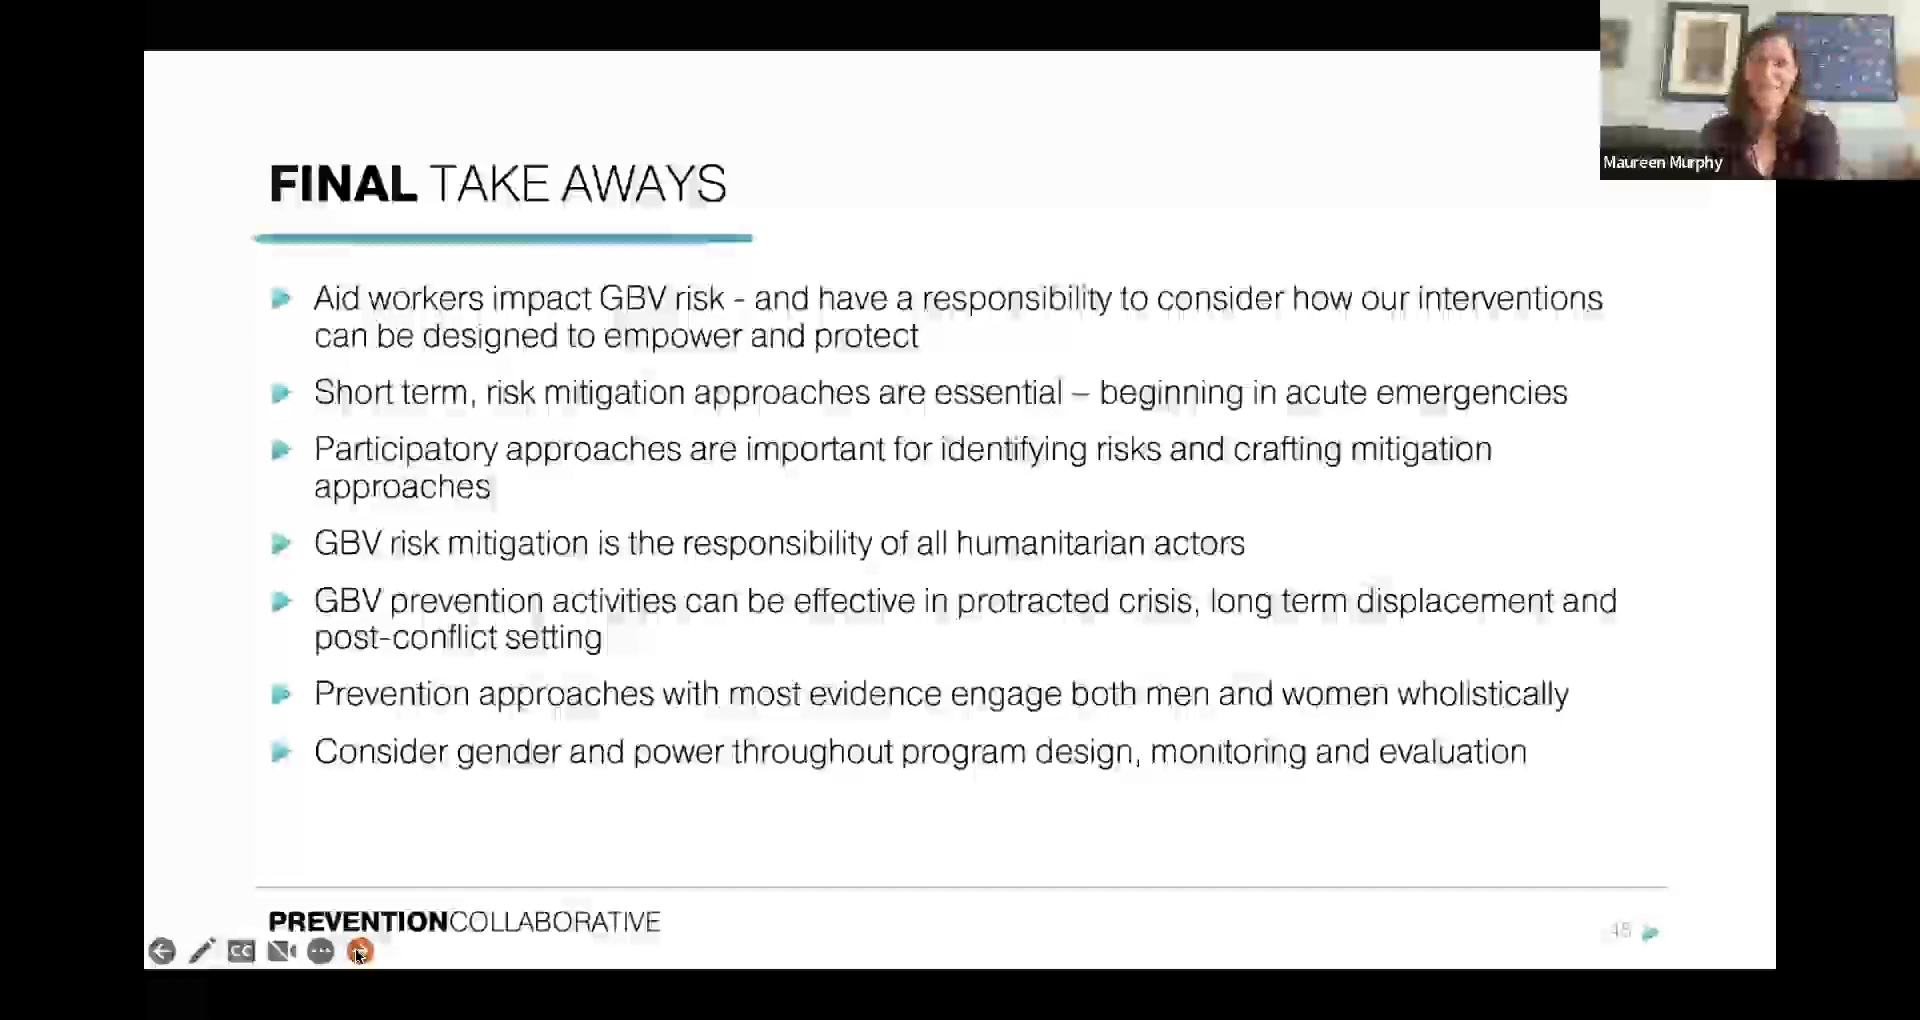 Maureen Murphy
FINAL TAKE AWAYS
Aid workers impact GBV risk - and have a responsibility to consider how our interventions
can be designed to empower and protect
Short term, risk mitigation approaches are essential – beginning in acute emergencies
Participatory approaches are important for identifying risks and crafting mitigation
approaches
GBV risk mitigation is the responsibility of all humanitarian actors
GBV prevention activities can be effective in protracted crisis, long term displacement and
post-conflict setting
Prevention approaches with most evidence engage both men and women wholistically
Consider gender and power throughout program design, monitoring and evaluation
PREVENTIONCOLLABORATIVE
CC